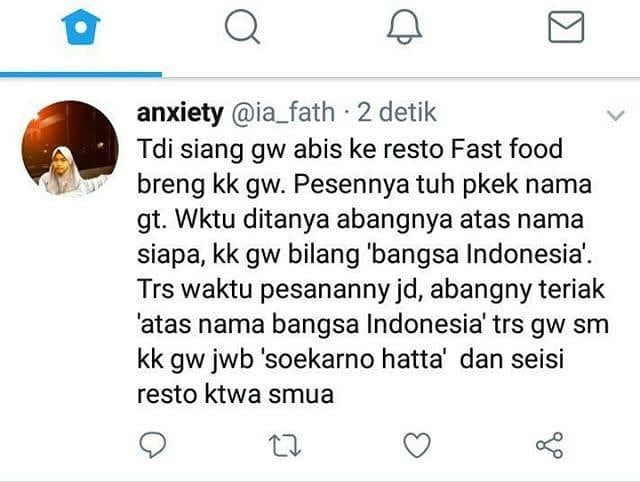 anxiety @ia_fath · 2 detik
Tdi siang gw abis ke resto Fast food
breng kk gw. Pesennya tuh pkek nama
gt. Wktu ditanya abangnya atas nama
siapa, kk gw bilang 'bangsa Indonesia'.
Trs waktu pesananny jd, abangny teriak
'atas nama bangsa Indonesia' trs gw sm
kk gw jwb 'soekarno hatta' dan seisi
resto ktwa smua